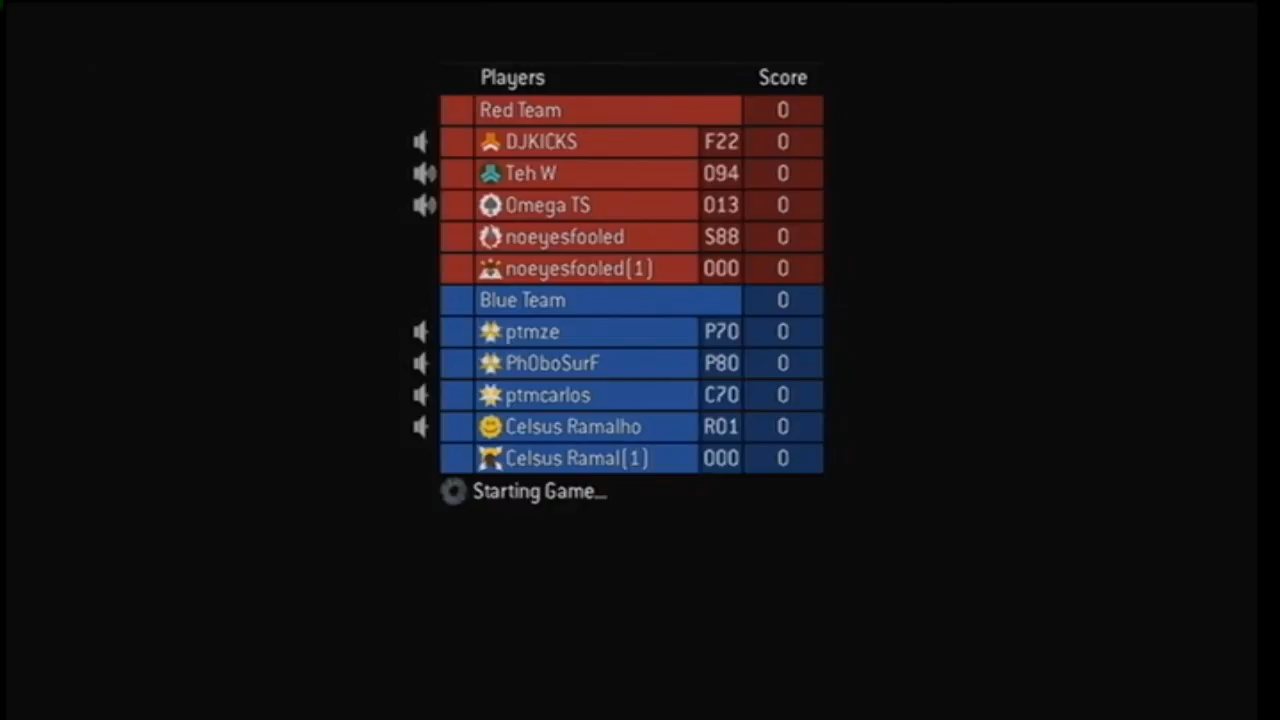 Players Score
Red Team 0
DJKICKS F22 0
Teh W 094 0
Omega TS 013 0
noeyesfooled S88 0
noeyesfooled(1) 000 0
Blue Team 0
ptmze P70 0
Ph0boSurF P80 0
ptmcarlos C70 0
Celsus Ramalho R01 0
Celsus Ramal(1) 000 0
Starting Game...